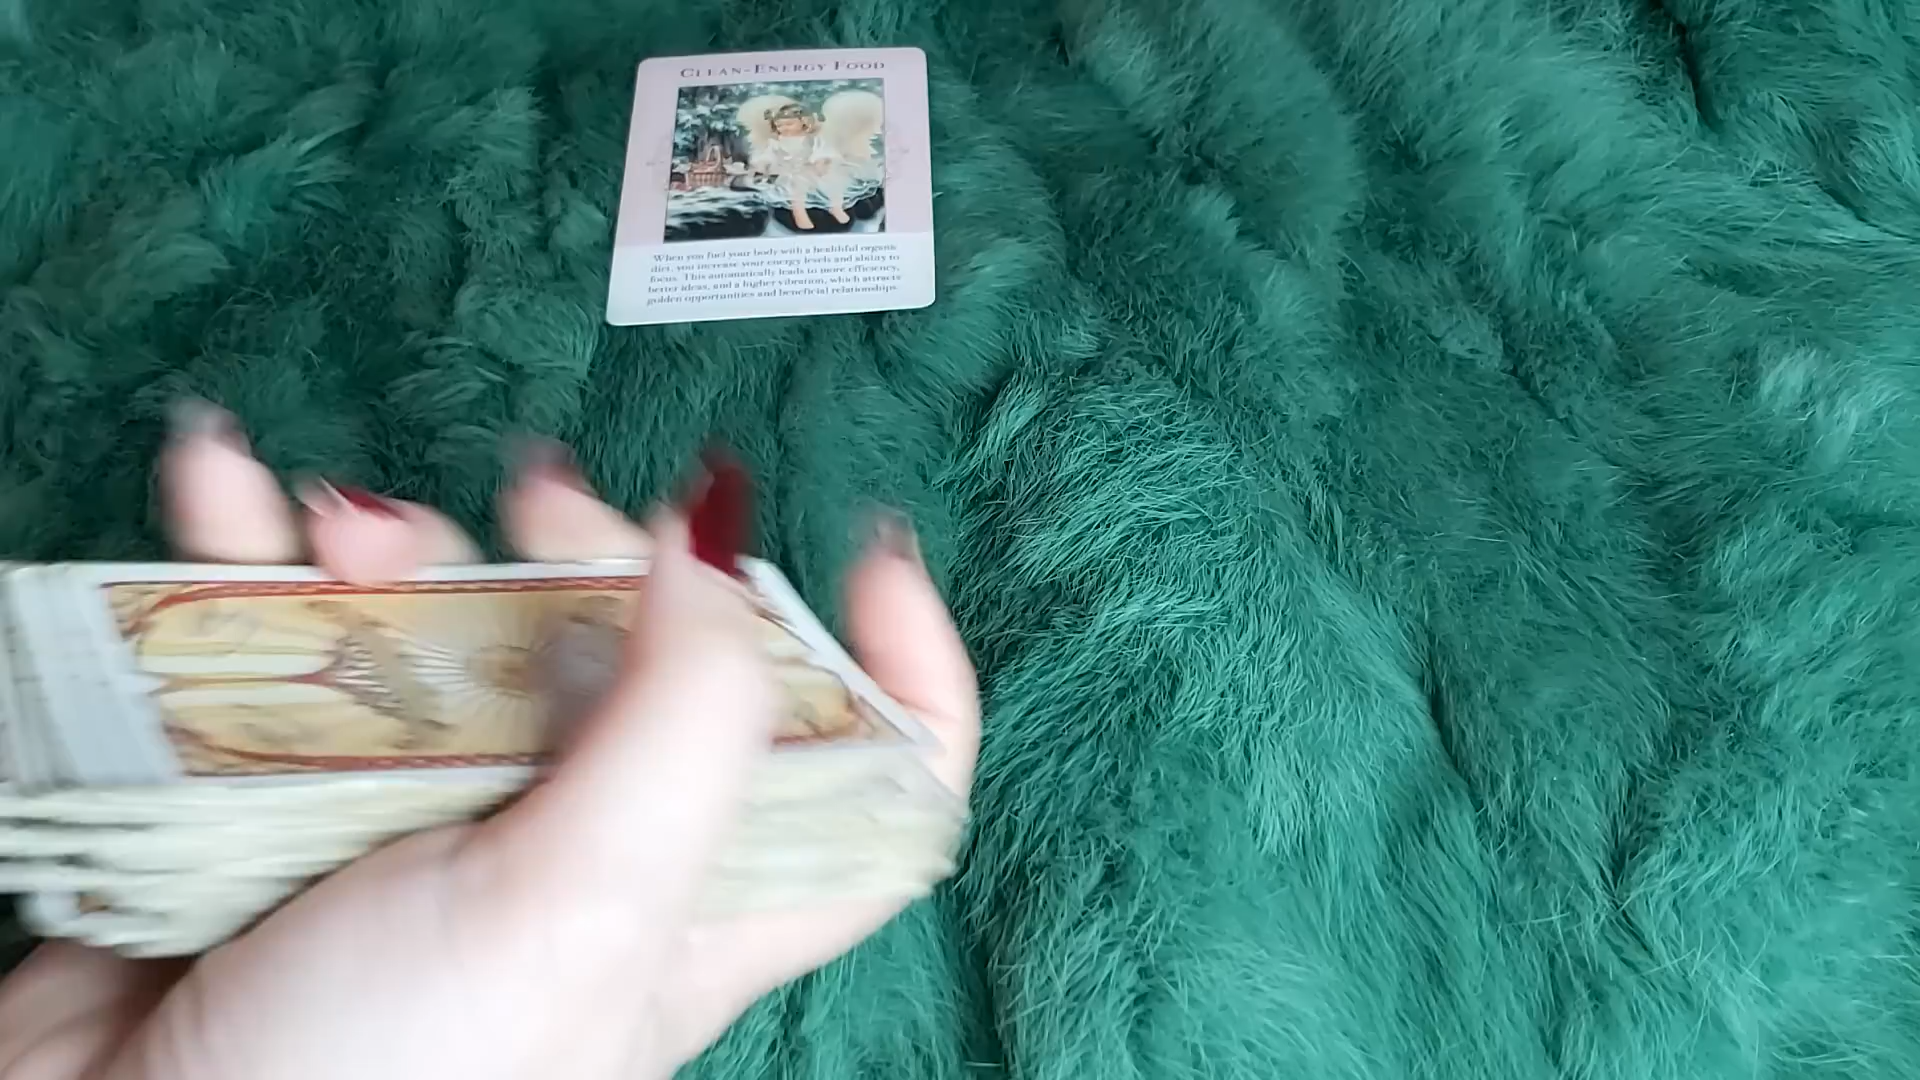 CLEAN-ENERGY FOOD
When you fuel your body with a healthful organic
diet, you increase your energy levels and ability to
focus. This automatically leads to more efficiency,
better ideas, and a higher vibration, which attracts
golden opportunities and beneficial relationships.